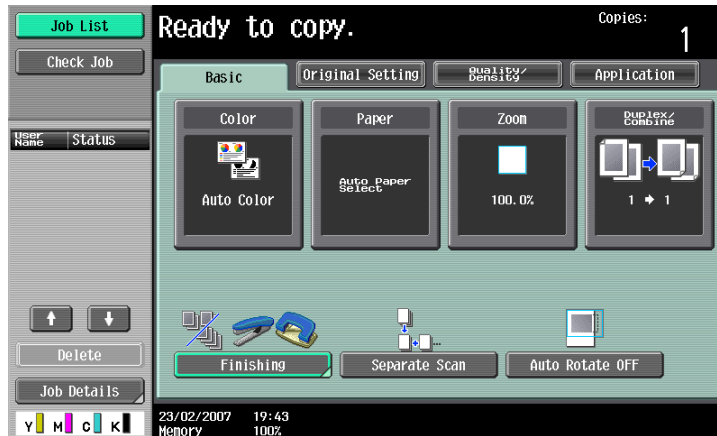 Job List
Check Job
User Name
Status
Delete
Job Details
Y M C K
Ready to copy.
Copies:
1
Basic
Original Setting
Quality/
Density
Application
Color
Auto Color
Paper
Auto Paper
Select
Zoom
100.0%
Duplex/
Combine
1 → 1
Finishing
Separate Scan
Auto Rotate OFF
23/02/2007 19:43
Memory 100%